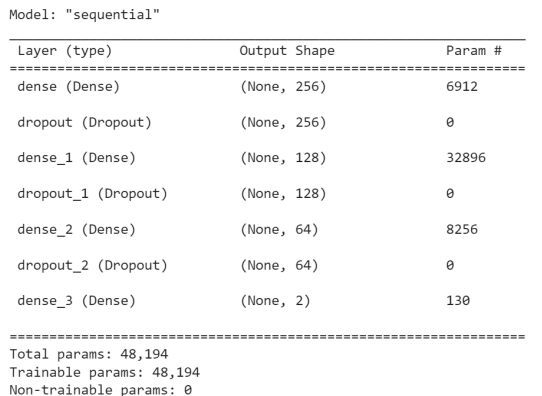 Model: "sequential"
_________________________________________________________________
Layer (type) Output Shape Param #
=================================================================
dense (Dense) (None, 256) 6912
dropout (Dropout) (None, 256) 0
dense_1 (Dense) (None, 128) 32896
dropout_1 (Dropout) (None, 128) 0
dense_2 (Dense) (None, 64) 8256
dropout_2 (Dropout) (None, 64) 0
dense_3 (Dense) (None, 2) 130
=================================================================
Total params: 48,194
Trainable params: 48,194
Non-trainable params: 0